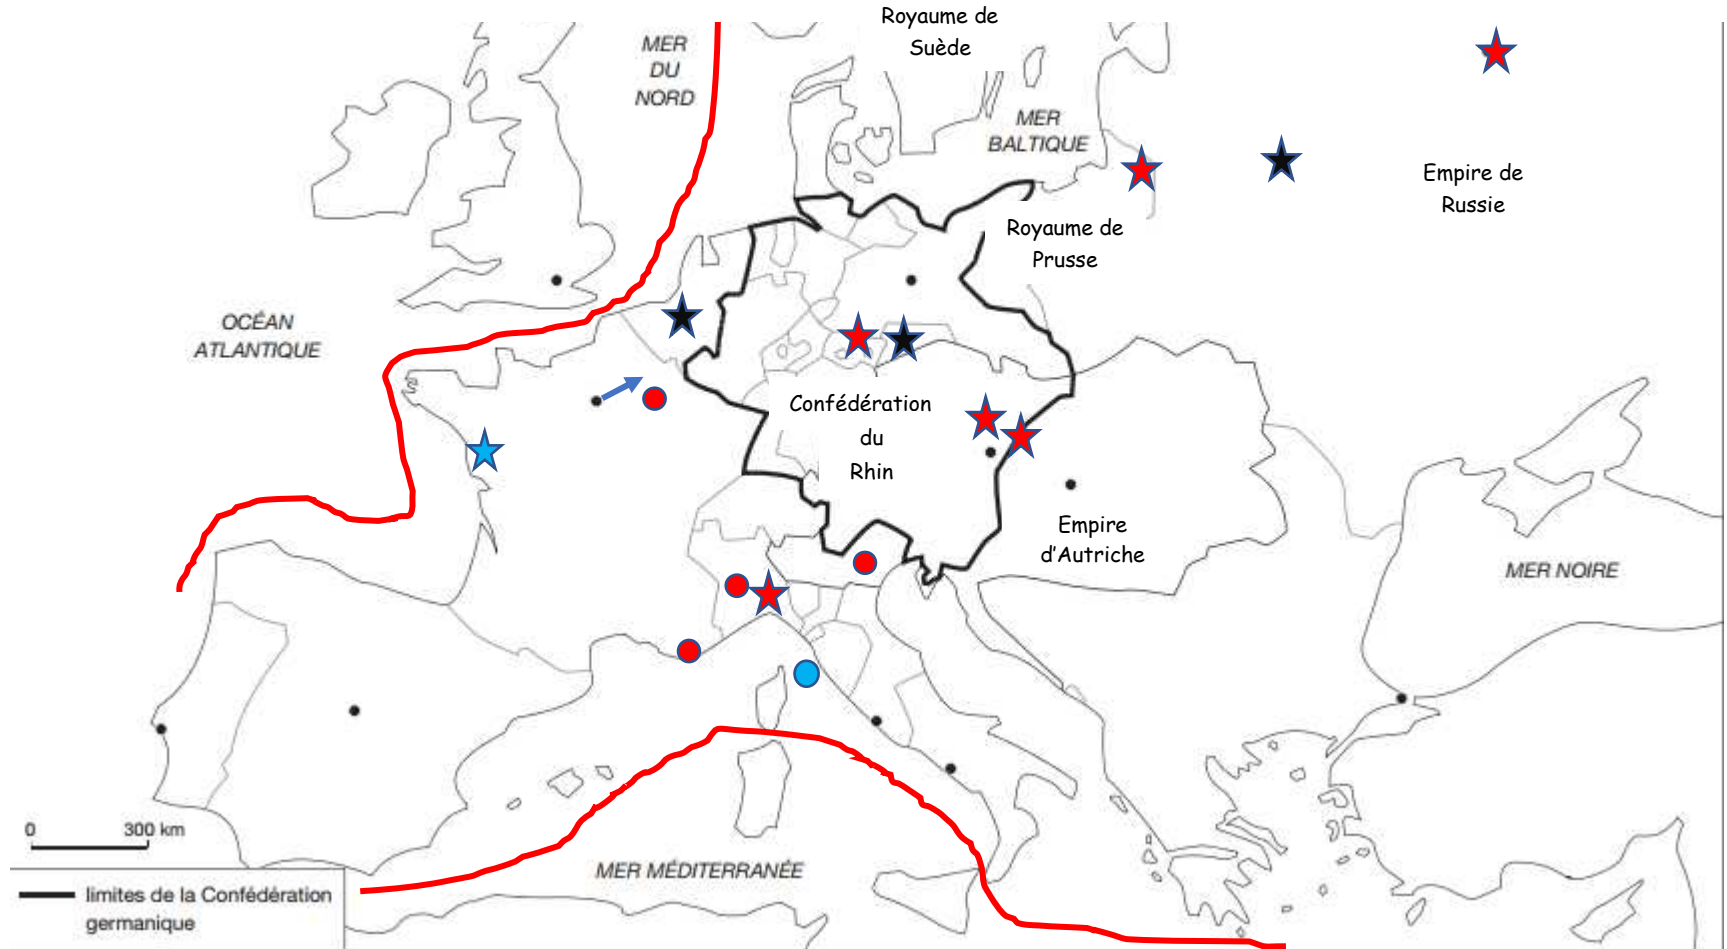 Royaume de
Suède
MER
DU
NORD
MER
BALTIQUE
Empire de
Russie
Royaume de
Prusse
OCÉAN
ATLANTIQUE
Confédération
du
Rhin
Empire
d'Autriche
MER NOIRE
0 300 km
MER MÉDITERRANÉE
limites de la Confédération
germanique